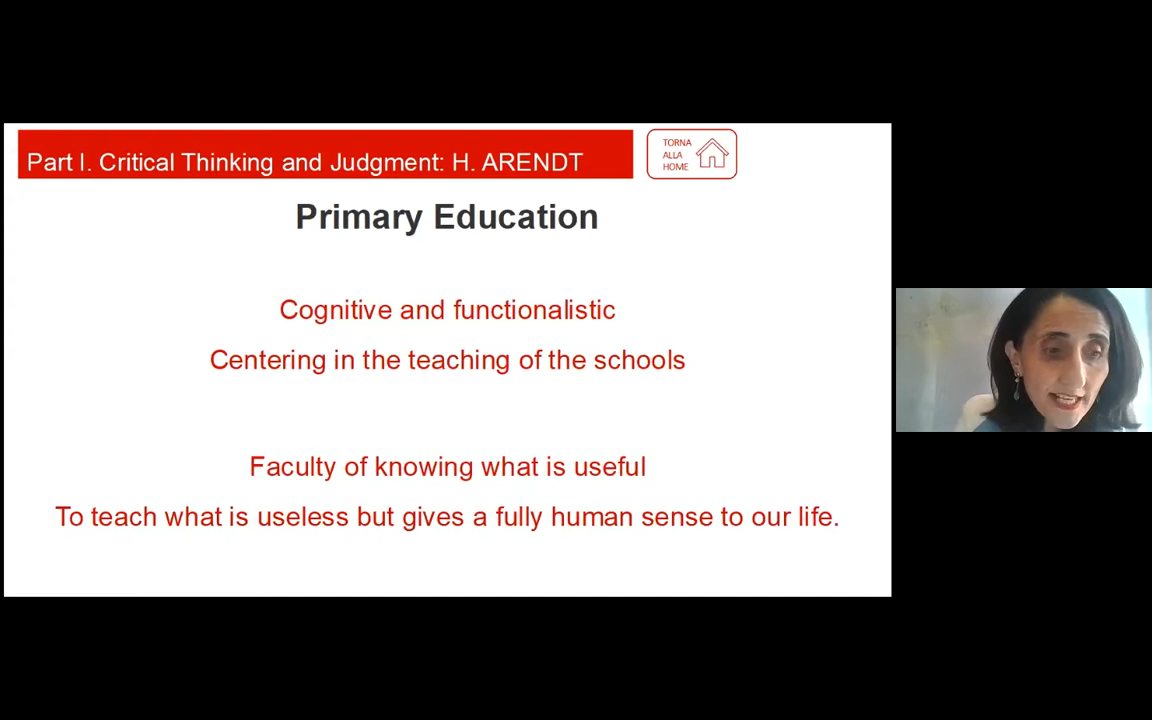 Part I. Critical Thinking and Judgment: H. ARENDT
TORNA
ALLA
HOME
Primary Education
Cognitive and functionalistic
Centering in the teaching of the schools
Faculty of knowing what is useful
To teach what is useless but gives a fully human sense to our life.